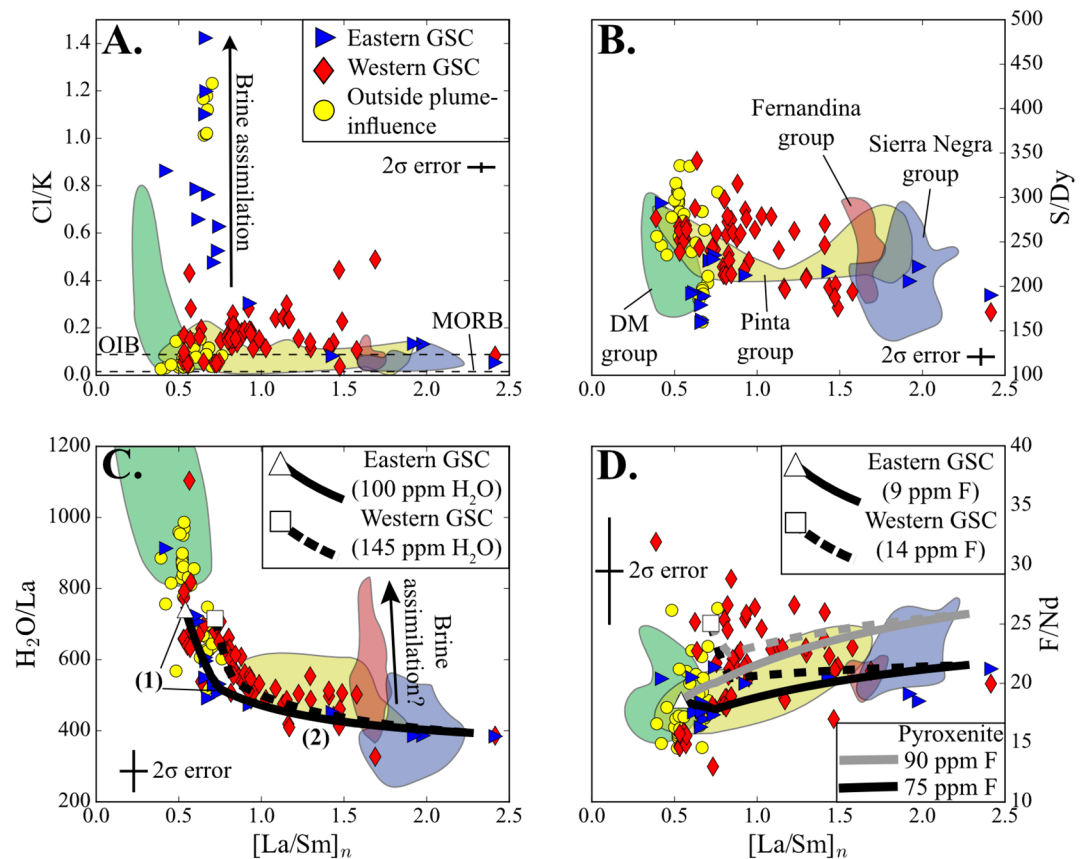 A.
1.4
1.2
1.0
0.8
0.6
0.4
0.2
0.0
Cl/K
Brine assimilation
Eastern GSC
Western GSC
Outside plume-
influence
2σ error
OIB
MORB
0.0 0.5 1.0 1.5 2.0 2.5
B.
500
450
400
350
300
250
200
150
100
S/Dy
Fernandina
group
Sierra Negra
group
DM
group
Pinta
group
2σ error
0.0 0.5 1.0 1.5 2.0 2.5
C.
1200
1000
800
600
400
200
H₂O/La
Eastern GSC
(100 ppm H₂O)
Western GSC
(145 ppm H₂O)
Brine
assimilation?
(1)
(2)
2σ error
0.0 0.5 1.0 1.5 2.0 2.5
[La/Sm]n
D.
40
35
30
25
20
15
10
F/Nd
Eastern GSC
(9 ppm F)
Western GSC
(14 ppm F)
2σ error
Pyroxenite
90 ppm F
75 ppm F
0.0 0.5 1.0 1.5 2.0 2.5
[La/Sm]n